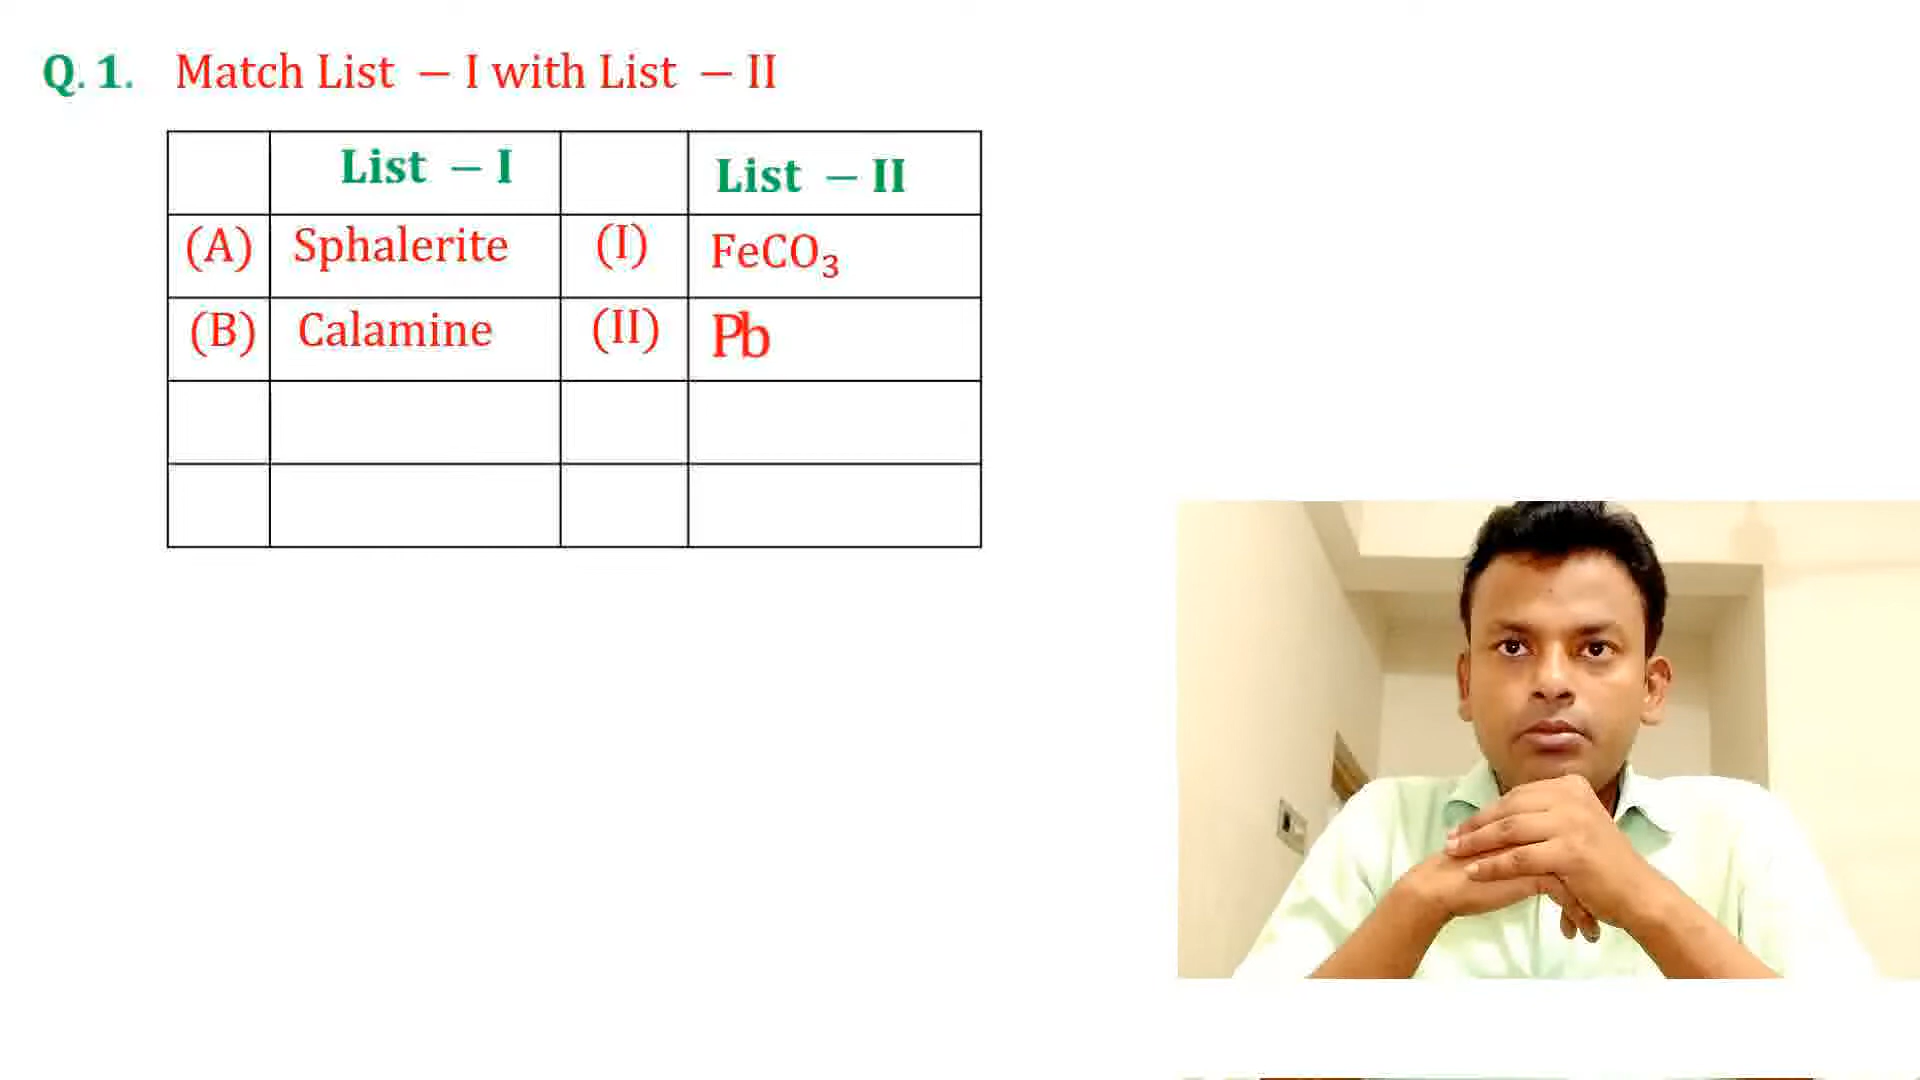 Q. 1. Match List – I with List – II
List – I List – II
(A) Sphalerite (I) FeCO₃
(B) Calamine (II) Pb